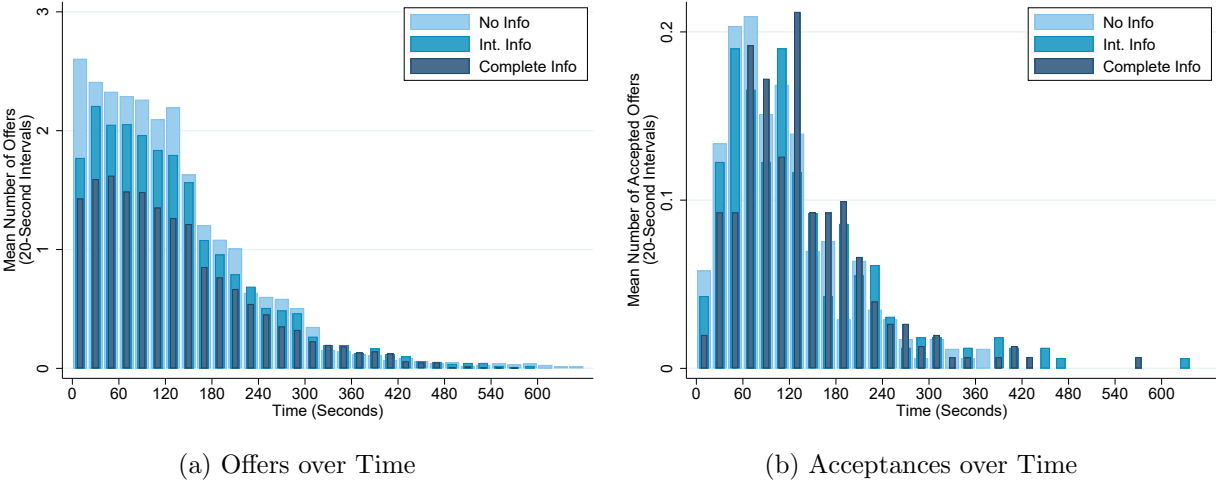 Mean Number of Offers
(20-Second Intervals)
3
2
1
0
0 60 120 180 240 300 360 420 480 540 600
Time (Seconds)
No Info
Int. Info
Complete Info
(a) Offers over Time
Mean Number of Accepted Offers
(20-Second Intervals)
0.2
0.1
0
0 60 120 180 240 300 360 420 480 540 600
Time (Seconds)
No Info
Int. Info
Complete Info
(b) Acceptances over Time